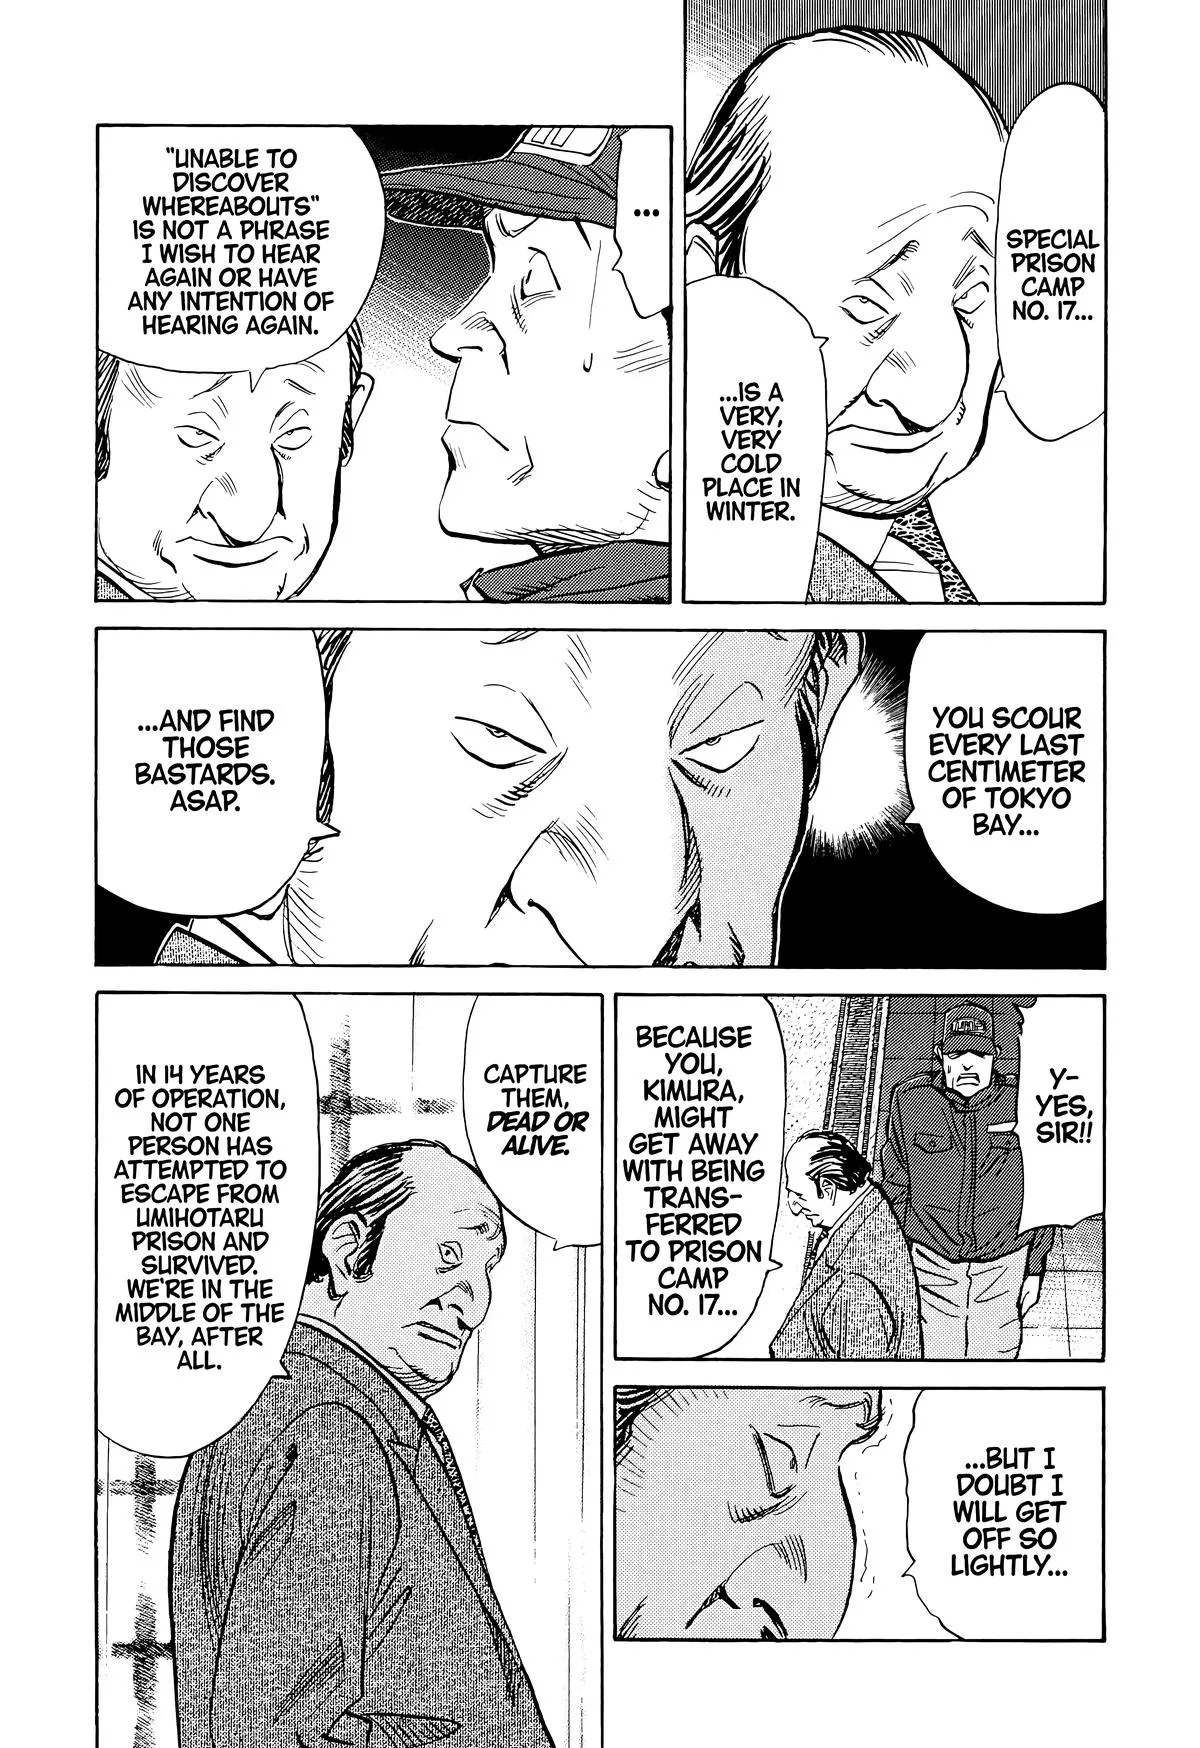 SPECIAL
PRISON
CAMP
NO. 17...
...IS A
VERY,
VERY
COLD
PLACE IN
WINTER.
...
"UNABLE TO
DISCOVER
WHEREABOUTS"
IS NOT A PHRASE
I WISH TO HEAR
AGAIN OR HAVE
ANY INTENTION OF
HEARING AGAIN.
YOU SCOUR
EVERY LAST
CENTIMETER
OF TOKYO
BAY...
...AND FIND
THOSE
BASTARDS.
ASAP.
Y-
YES,
SIR!!
BECAUSE
YOU,
KIMURA,
MIGHT
GET AWAY
WITH BEING
TRANS-
FERRED
TO PRISON
CAMP
NO. 17...
...BUT I
DOUBT I
WILL GET
OFF SO
LIGHTLY...
CAPTURE
THEM,
DEAD OR
ALIVE.
IN 14 YEARS
OF OPERATION,
NOT ONE
PERSON HAS
ATTEMPTED TO
ESCAPE FROM
UMIHOTARU
PRISON AND
SURVIVED.
WE'RE IN THE
MIDDLE OF THE
BAY, AFTER
ALL.